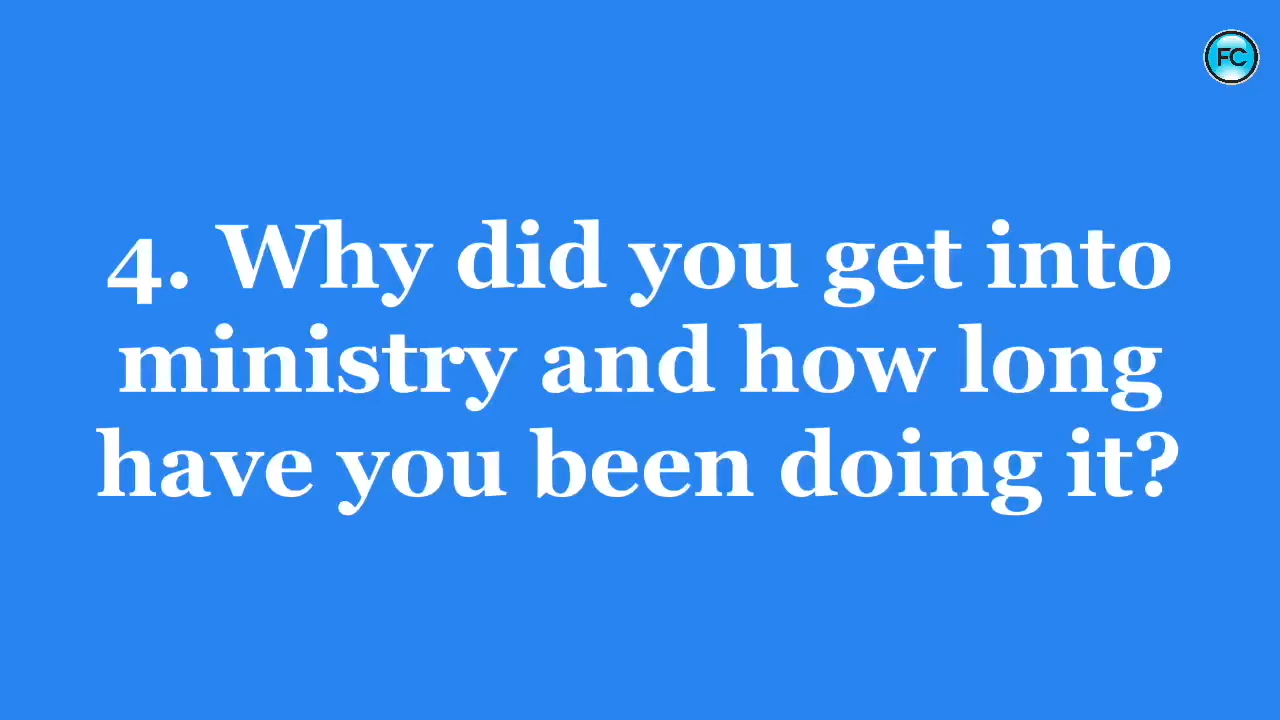 FC
4. Why did you get into
ministry and how long
have you been doing it?